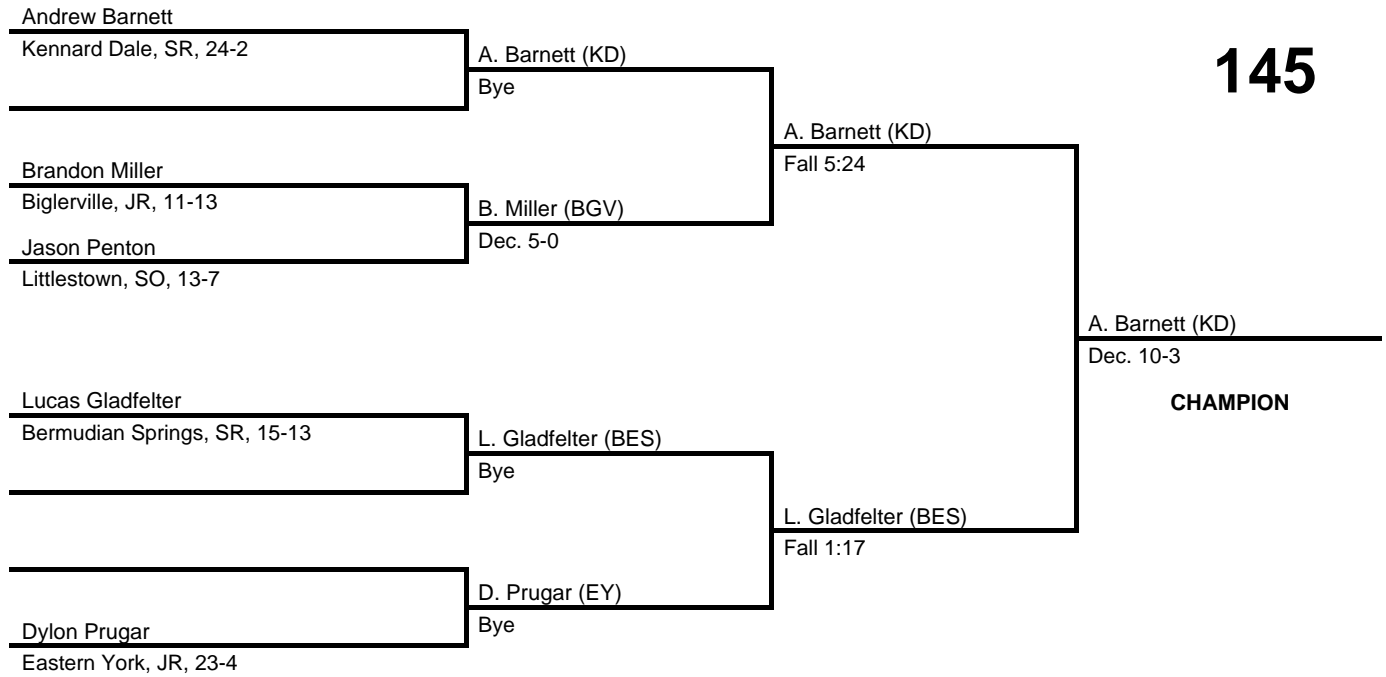 Andrew Barnett
Kennard Dale, SR, 24-2
A. Barnett (KD)
Bye
145
A. Barnett (KD)
Fall 5:24
Brandon Miller
Biglerville, JR, 11-13
B. Miller (BGV)
Dec. 5-0
Jason Penton
Littlestown, SO, 13-7
A. Barnett (KD)
Dec. 10-3
CHAMPION
Lucas Gladfelter
Bermudian Springs, SR, 15-13
L. Gladfelter (BES)
Bye
L. Gladfelter (BES)
Fall 1:17
D. Prugar (EY)
Bye
Dylon Prugar
Eastern York, JR, 23-4